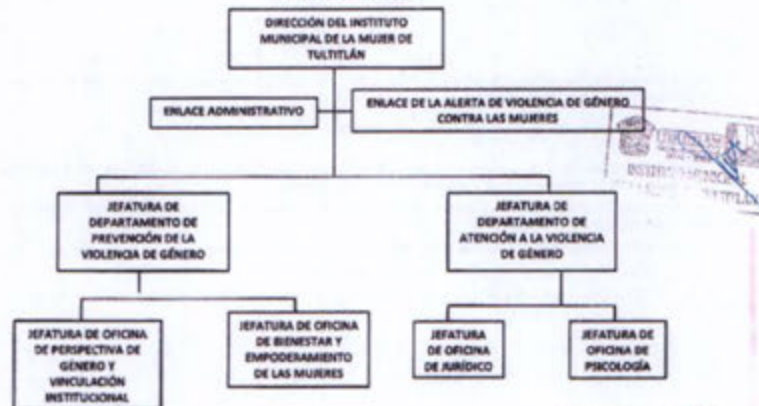 DIRECCIÓN DEL INSTITUTO
MUNICIPAL DE LA MUJER DE
TULTITLÁN
ENLACE ADMINISTRATIVO
ENLACE DE LA ALERTA DE VIOLENCIA DE GÉNERO
CONTRA LAS MUJERES
JEFATURA DE
DEPARTAMENTO DE
PREVENCIÓN DE LA
VIOLENCIA DE GÉNERO
JEFATURA DE
DEPARTAMENTO DE
ATENCIÓN A LA VIOLENCIA
DE GÉNERO
JEFATURA DE OFICINA
DE PERSPECTIVA DE
GÉNERO Y
VINCULACIÓN
INSTITUCIONAL
JEFATURA DE OFICINA
DE BIENESTAR Y
EMPODERAMIENTO
DE LAS MUJERES
JEFATURA
DE OFICINA
DE JURÍDICO
JEFATURA DE
OFICINA DE
PSICOLOGÍA